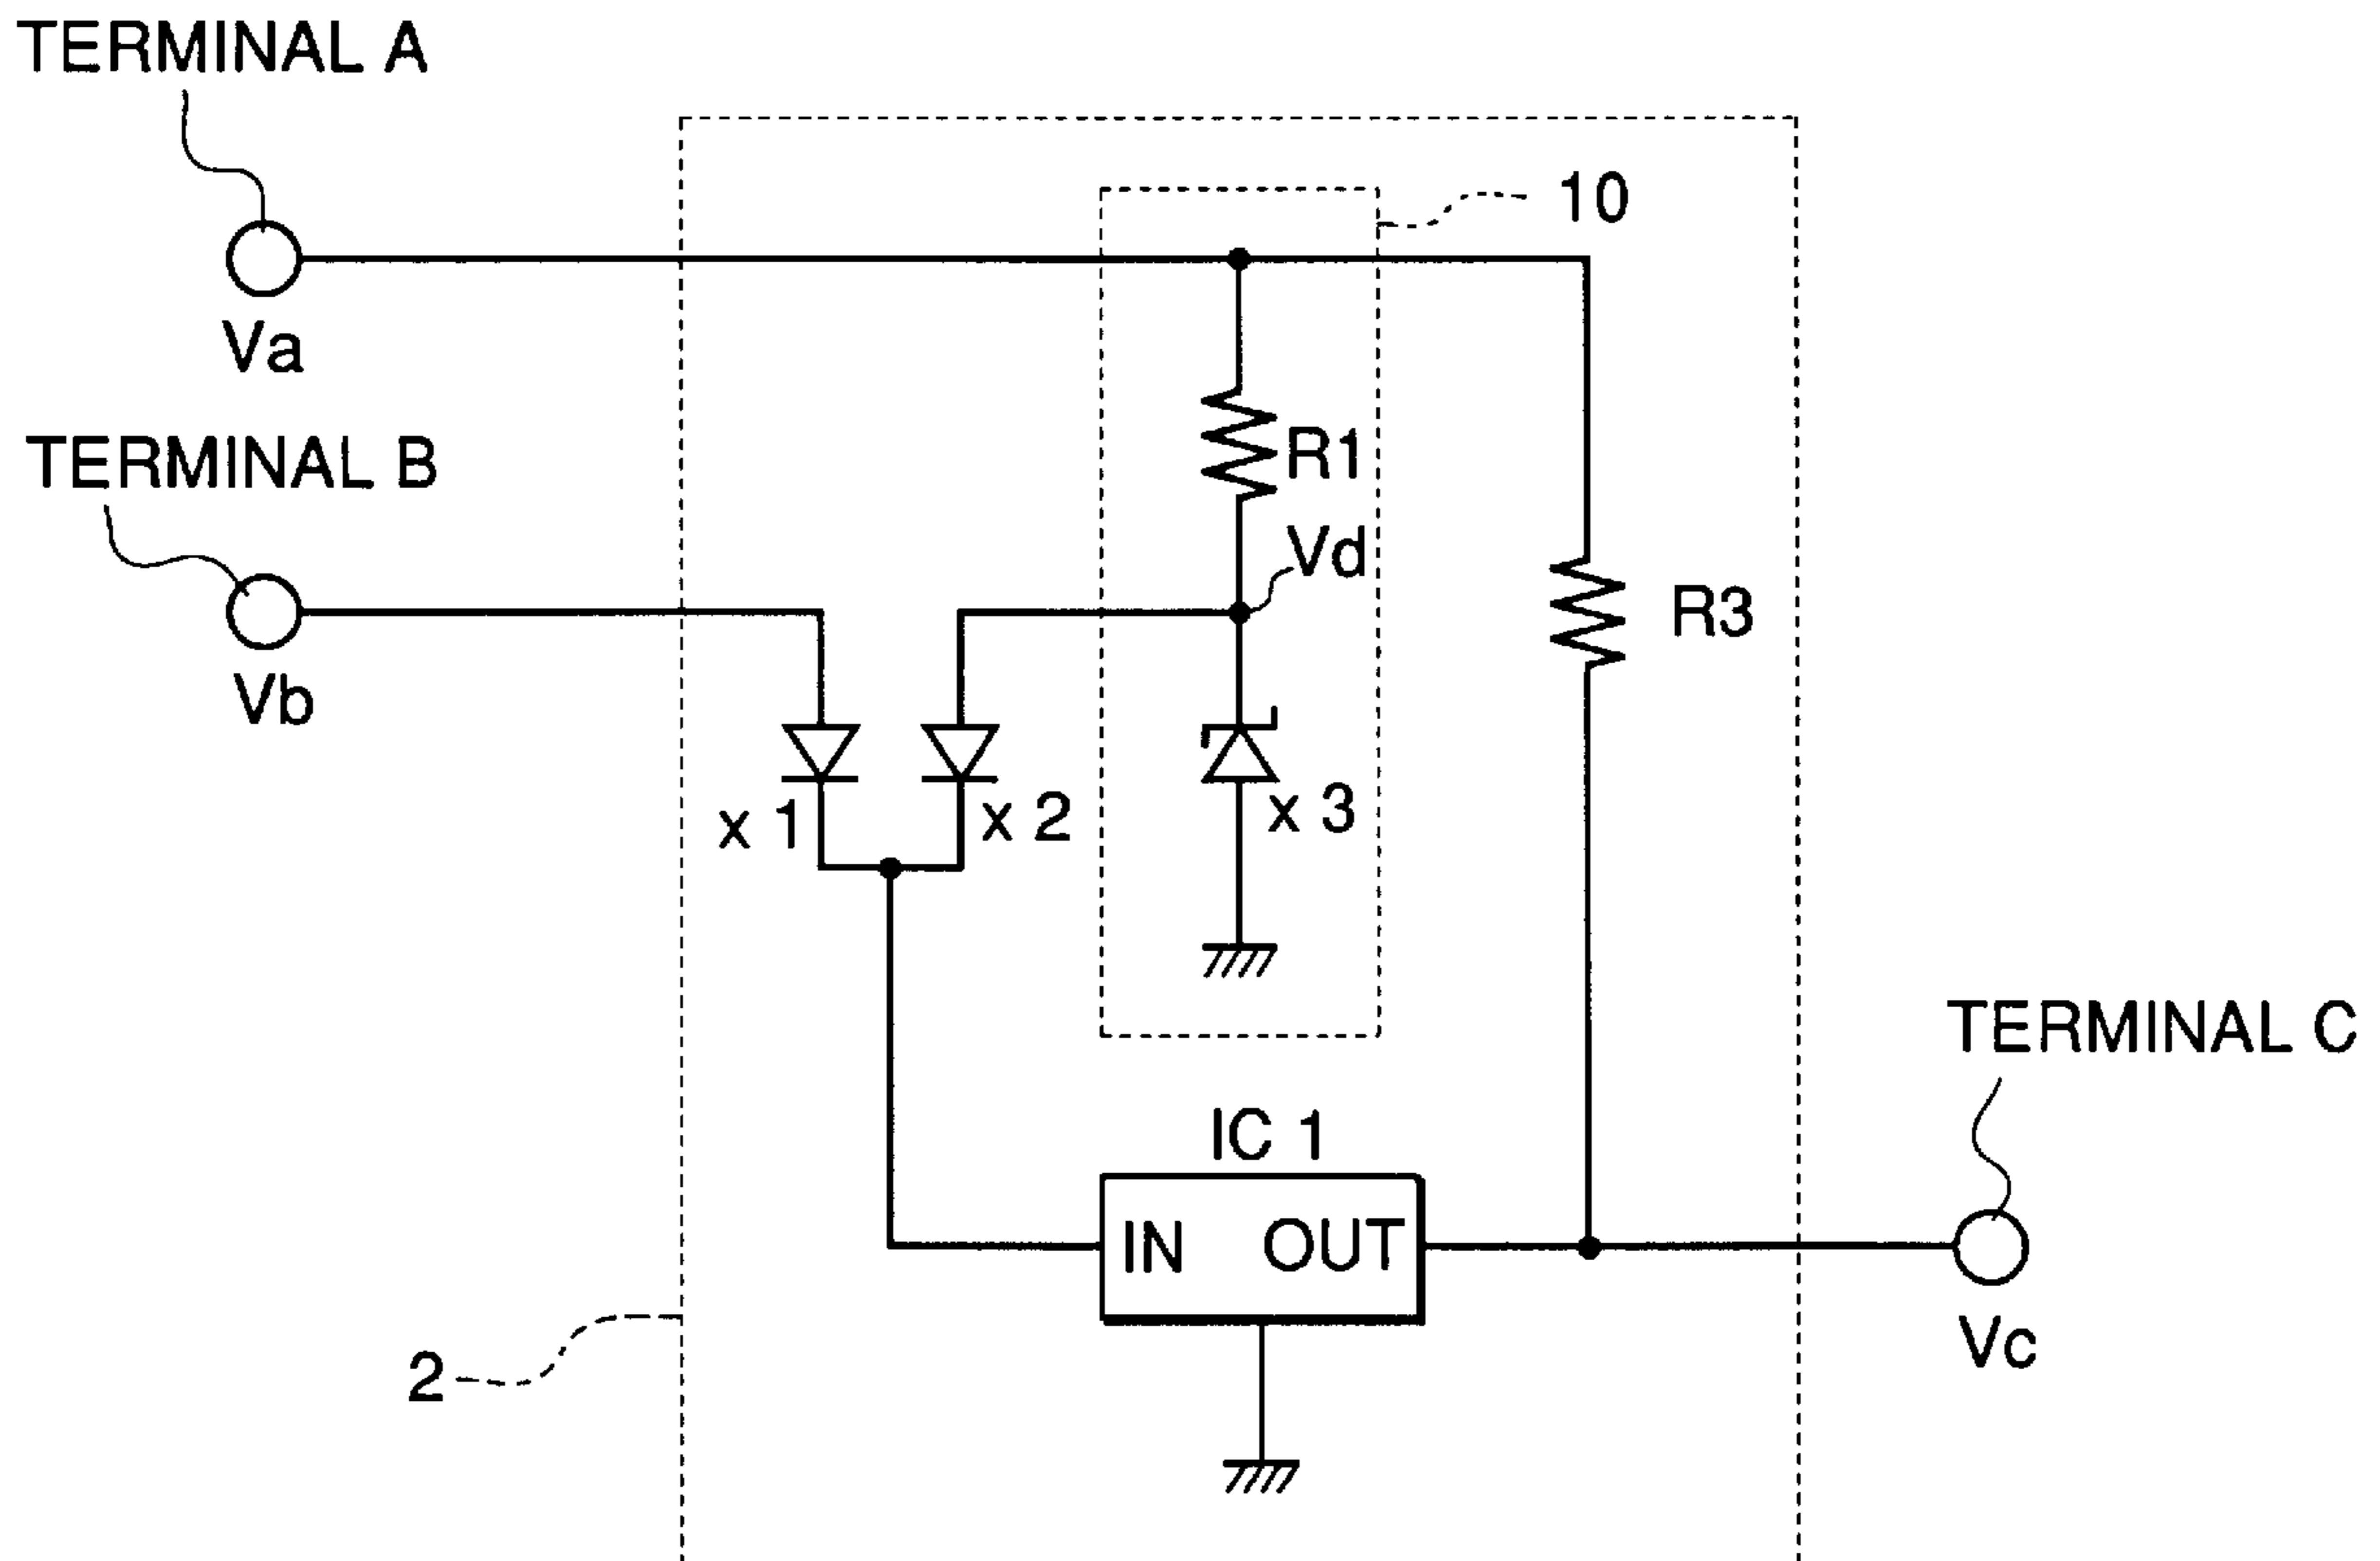 TERMINAL A
10
Va
R1
TERMINAL B
Vd
R3
Vb
x 1
x 2
x 3
TERMINAL C
IC 1
IN OUT
2
Vc